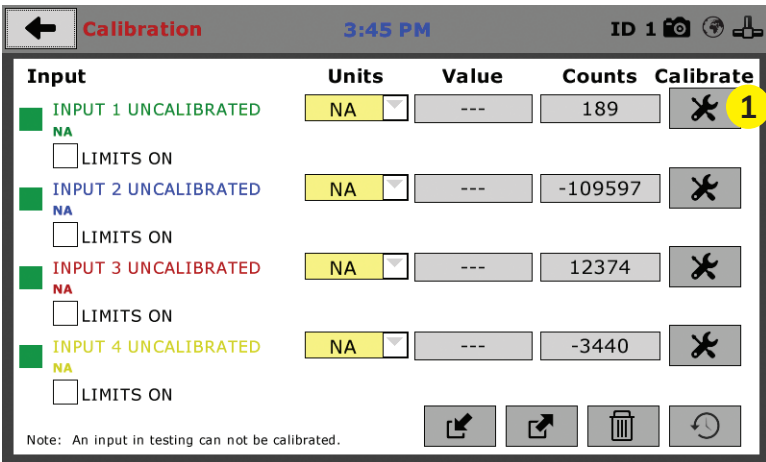 Calibration 3:45 PM ID 1
Input Units Value Counts Calibrate
INPUT 1 UNCALIBRATED NA --- 189 1
NA
LIMITS ON
INPUT 2 UNCALIBRATED NA --- -109597
NA
LIMITS ON
INPUT 3 UNCALIBRATED NA --- 12374
NA
LIMITS ON
INPUT 4 UNCALIBRATED NA --- -3440
NA
LIMITS ON
Note: An input in testing can not be calibrated.